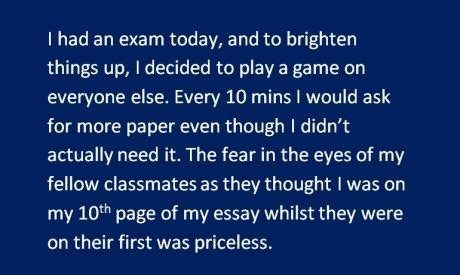 I had an exam today, and to brighten
things up, I decided to play a game on
everyone else. Every 10 mins I would ask
for more paper even though I didn’t
actually need it. The fear in the eyes of my
fellow classmates as they thought I was on
my 10th page of my essay whilst they were
on their first was priceless.